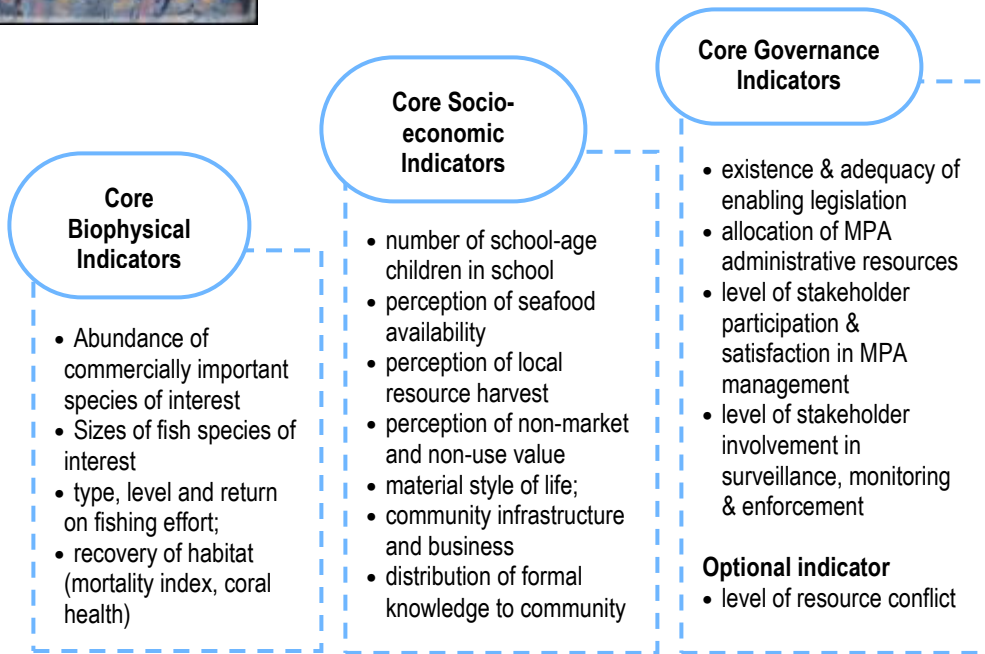 Core
Biophysical
Indicators
• Abundance of
commercially important
species of interest
• Sizes of fish species of
interest
• type, level and return
on fishing effort;
• recovery of habitat
(mortality index, coral
health)
Core Socio-
economic
Indicators
• number of school-age
children in school
• perception of seafood
availability
• perception of local
resource harvest
• perception of non-market
and non-use value
• material style of life;
• community infrastructure
and business
• distribution of formal
knowledge to community
Core Governance
Indicators
• existence & adequacy of
enabling legislation
• allocation of MPA
administrative resources
• level of stakeholder
participation &
satisfaction in MPA
management
• level of stakeholder
involvement in
surveillance, monitoring
& enforcement
Optional indicator
• level of resource conflict